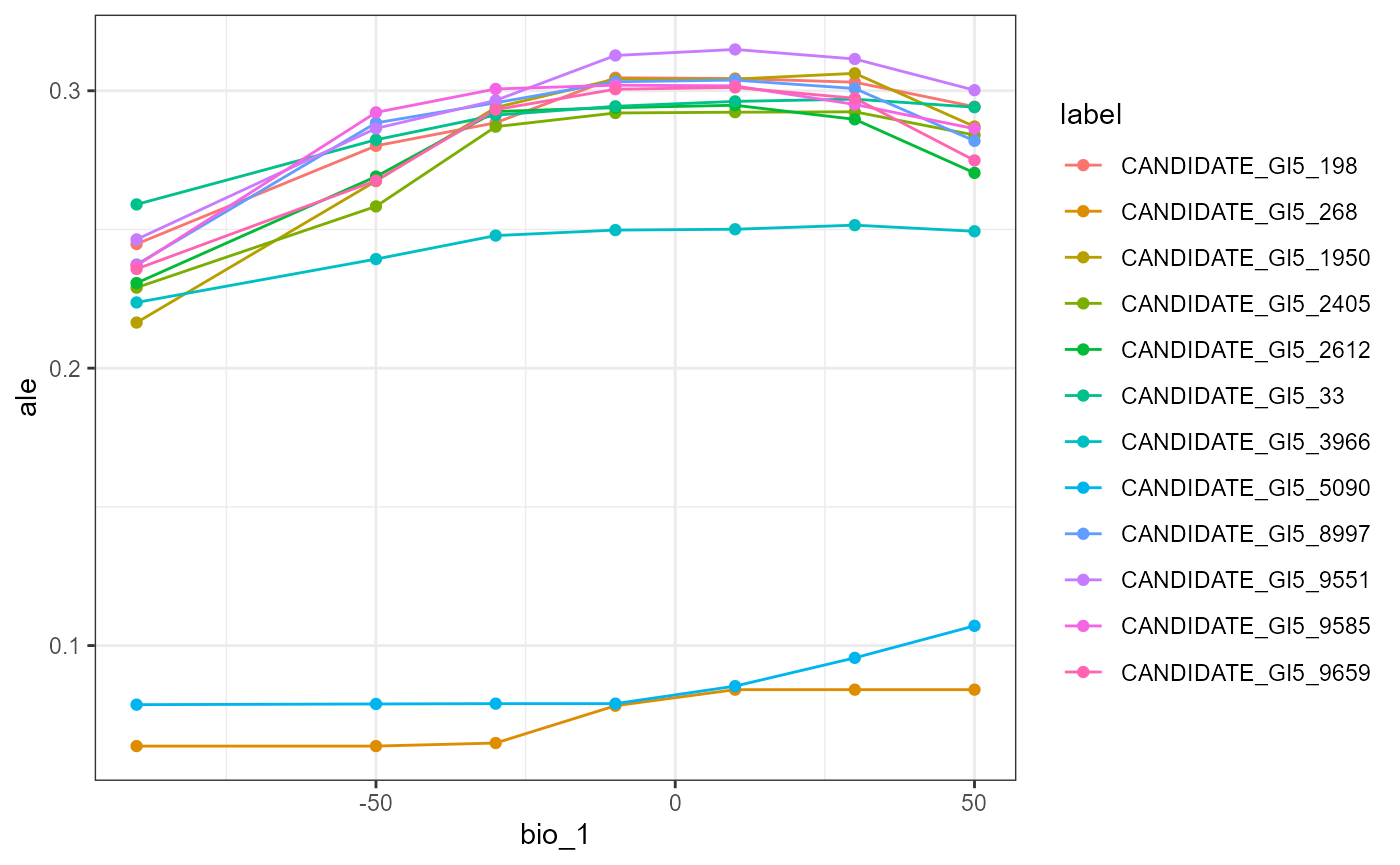 0.3
0.2
0.1
ale
-50
0
50
bio_1
label
CANDIDATE_GI5_198
CANDIDATE_GI5_268
CANDIDATE_GI5_1950
CANDIDATE_GI5_2405
CANDIDATE_GI5_2612
CANDIDATE_GI5_33
CANDIDATE_GI5_3966
CANDIDATE_GI5_5090
CANDIDATE_GI5_8997
CANDIDATE_GI5_9551
CANDIDATE_GI5_9585
CANDIDATE_GI5_9659